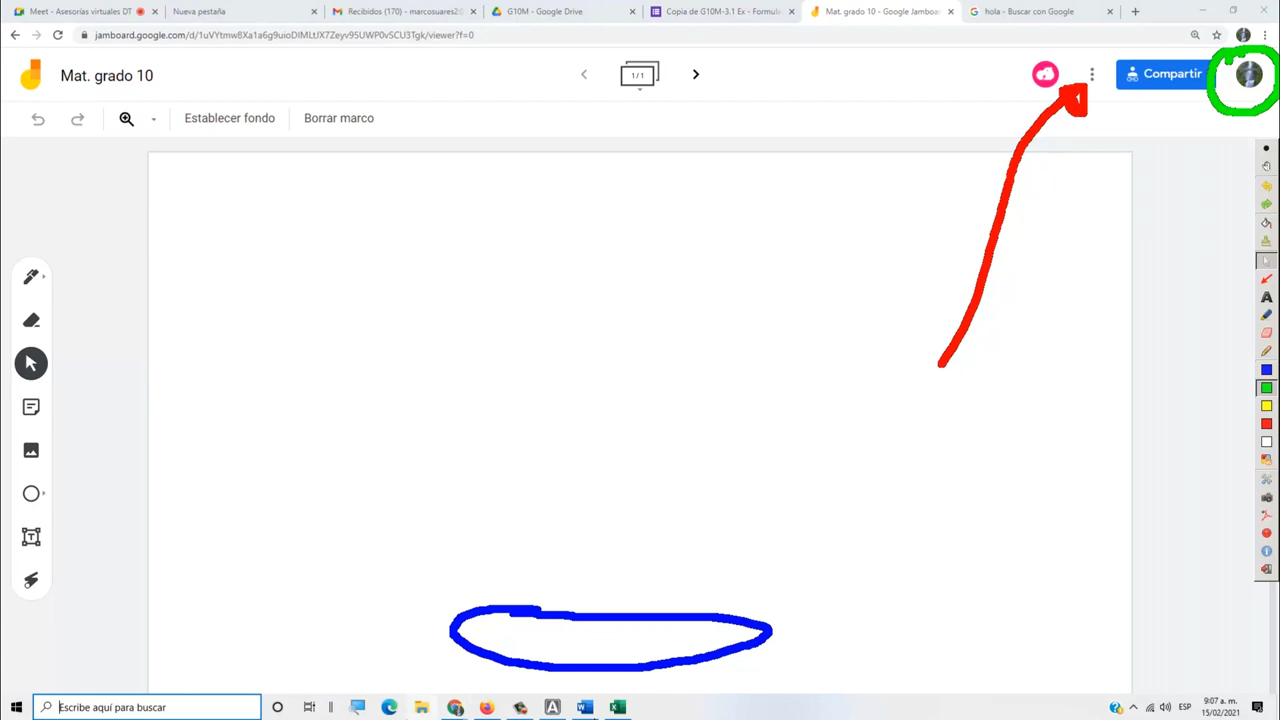 Meet - Asesorías virtuales DT
Nueva pestaña
Recibidos (170) - marcosuares2
G10M - Google Drive
Copia de G10M-3.1 Ex - Formula
Mat. grado 10 - Google Jamboa
hola - Buscar con Google
jamboard.google.com/d/1uVYtmw8Xa1a6g9uioDIMLtJX7Zeyv95UWP0vSCU3Tgk/viewer?f=0
Mat. grado 10
1/1
Compartir
Establecer fondo
Borrar marco
Escribe aquí para buscar
ESP
9:07 a. m.
15/02/2021